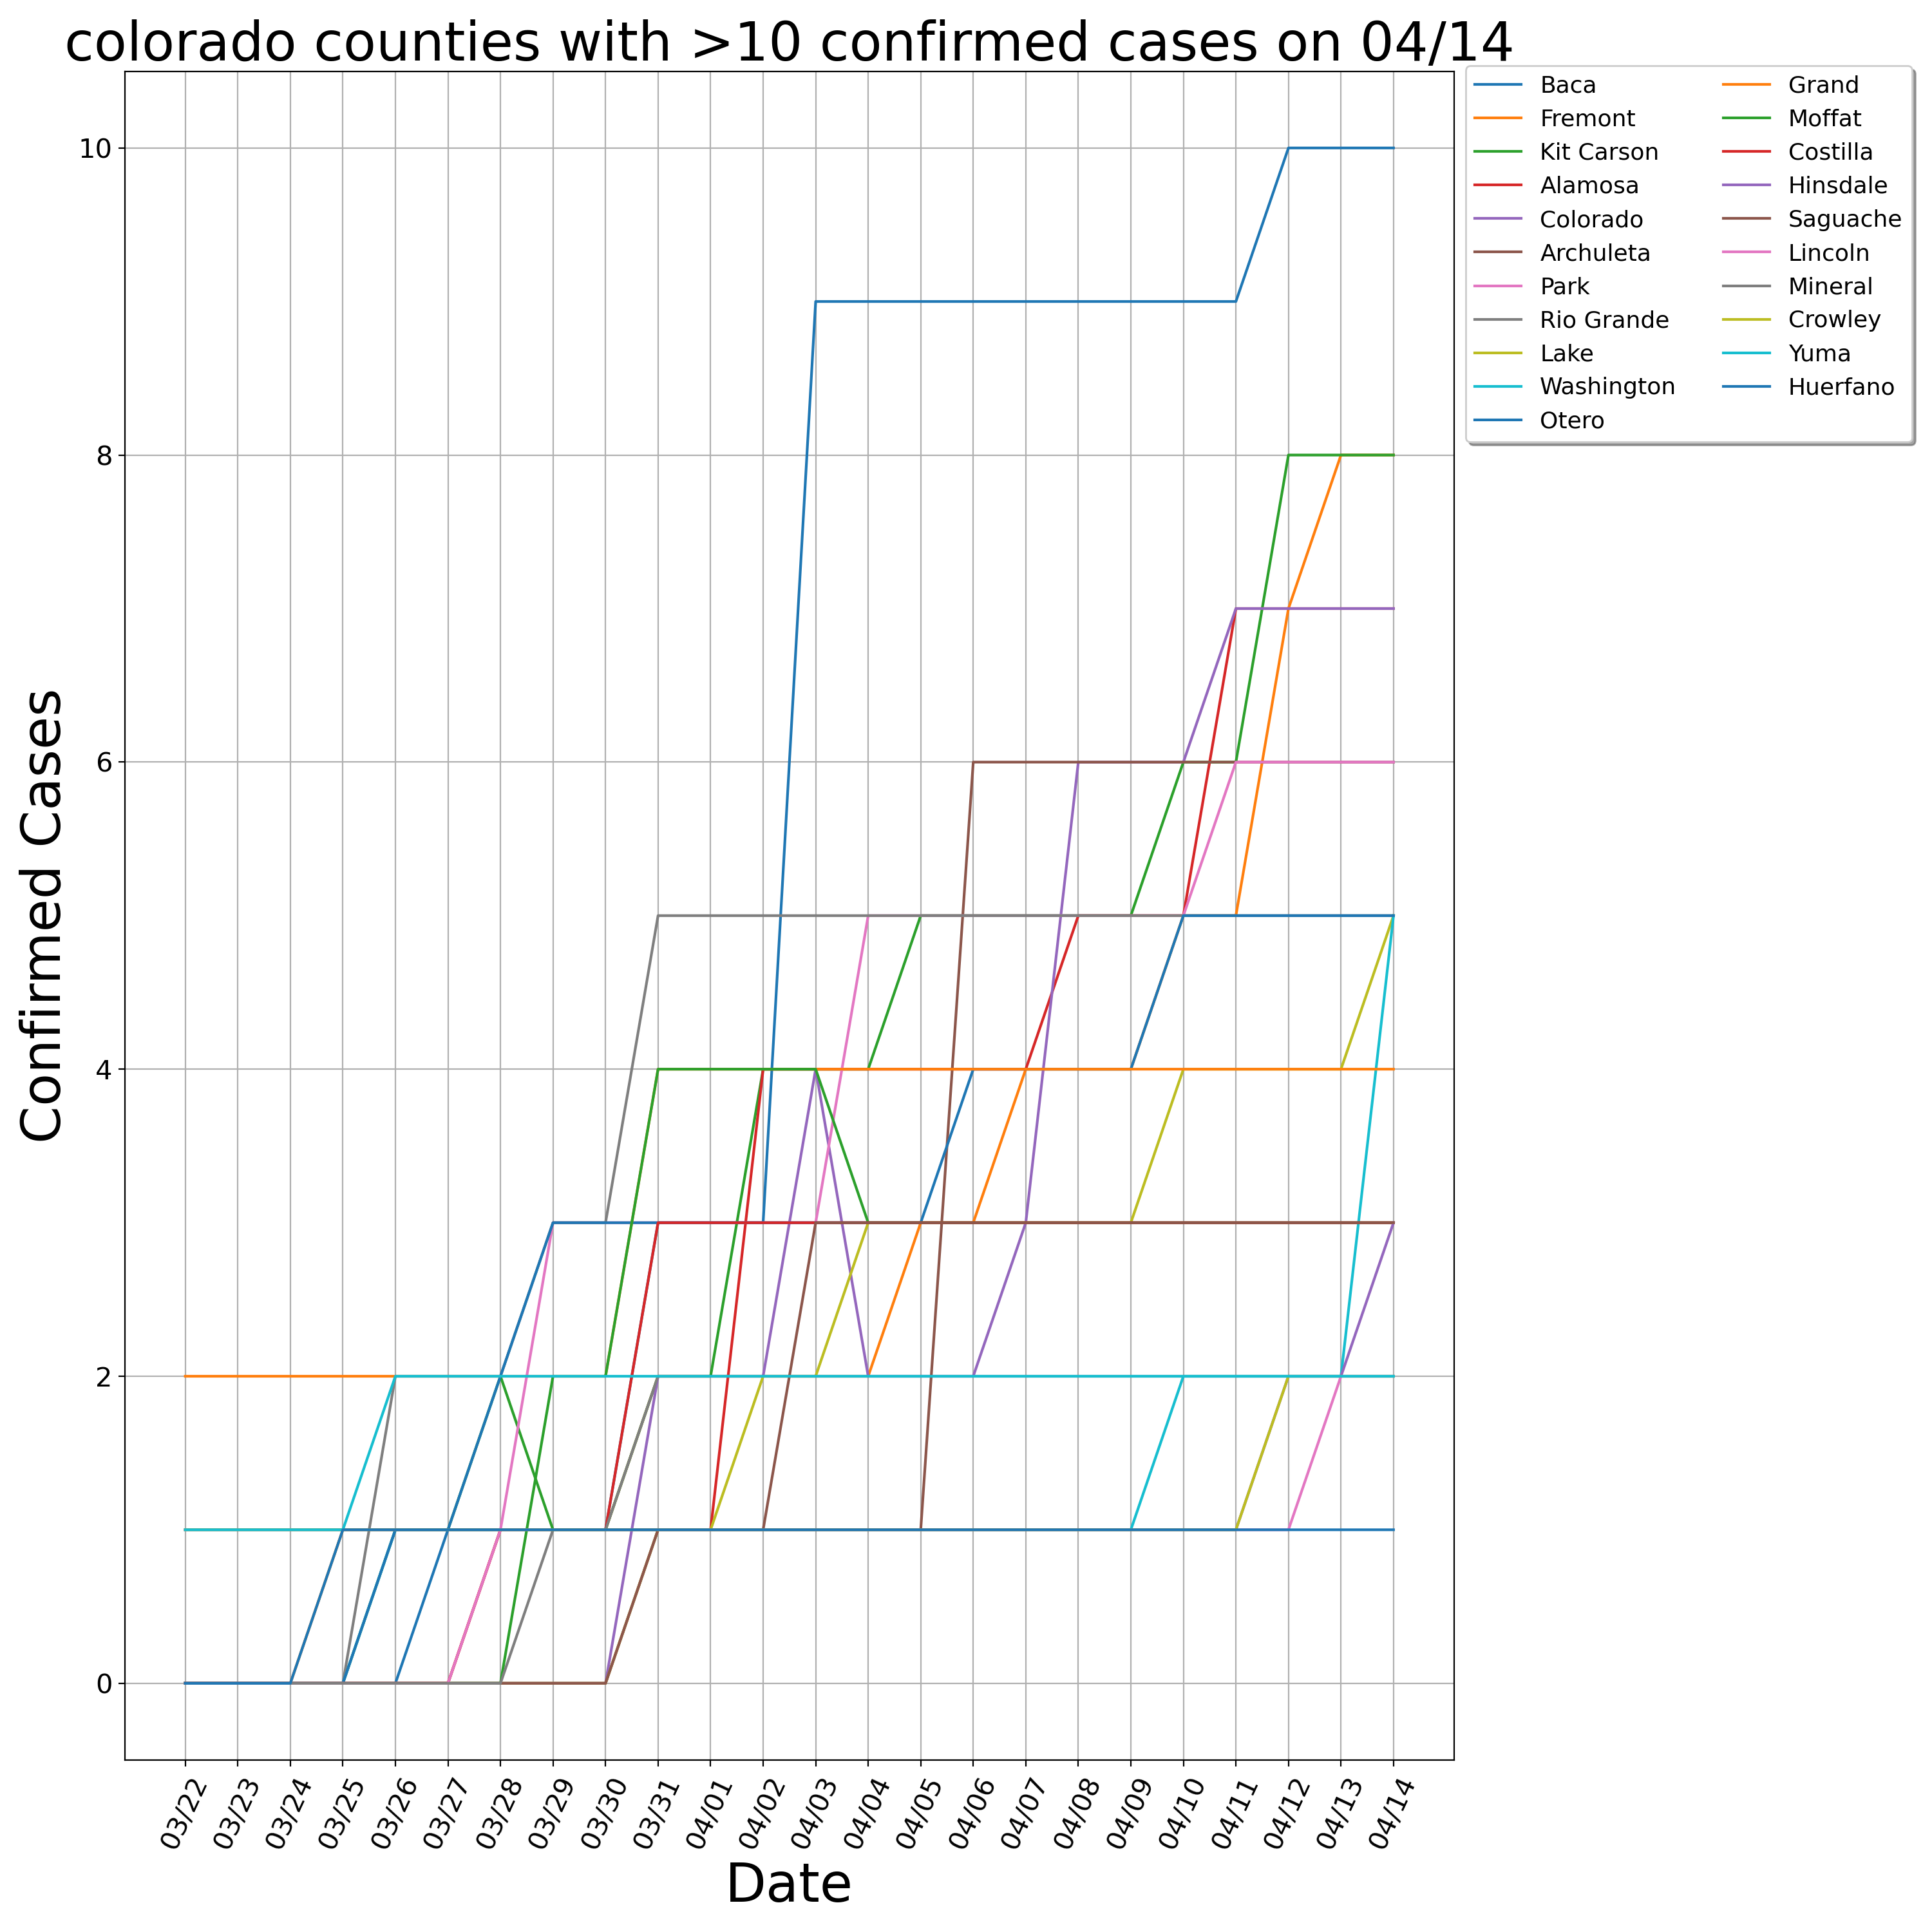 colorado counties with >10 confirmed cases on 04/14
Baca
Fremont
Kit Carson
Alamosa
Colorado
Archuleta
Park
Rio Grande
Lake
Washington
Otero
Grand
Moffat
Costilla
Hinsdale
Saguache
Lincoln
Mineral
Crowley
Yuma
Huerfano
Confirmed Cases
10
8
6
4
2
0
03/22
03/23
03/24
03/25
03/26
03/27
03/28
03/29
03/30
03/31
04/01
04/02
04/03
04/04
04/05
04/06
04/07
04/08
04/09
04/10
04/11
04/12
04/13
04/14
Date